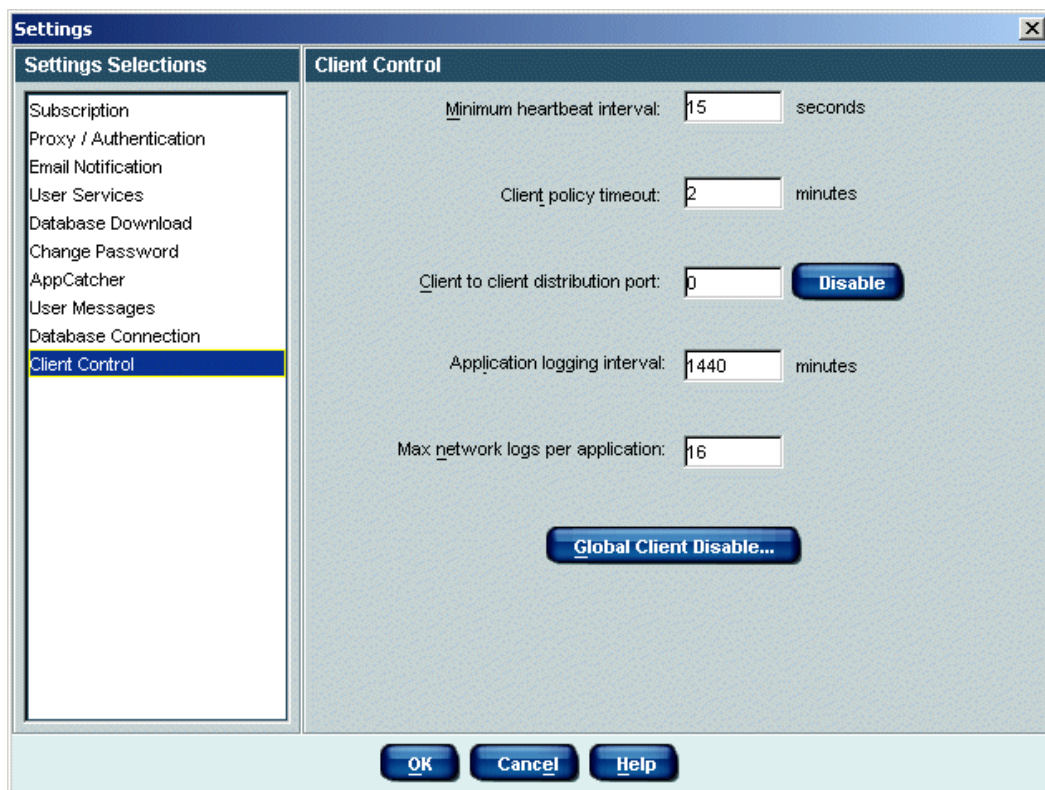 Settings
Settings Selections
Subscription
Proxy / Authentication
Email Notification
User Services
Database Download
Change Password
AppCatcher
User Messages
Database Connection
Client Control
Client Control
Minimum heartbeat interval: 15 seconds
Client policy timeout: 2 minutes
Client to client distribution port: 0 Disable
Application logging interval: 1440 minutes
Max network logs per application: 16
Global Client Disable...
OK Cancel Help